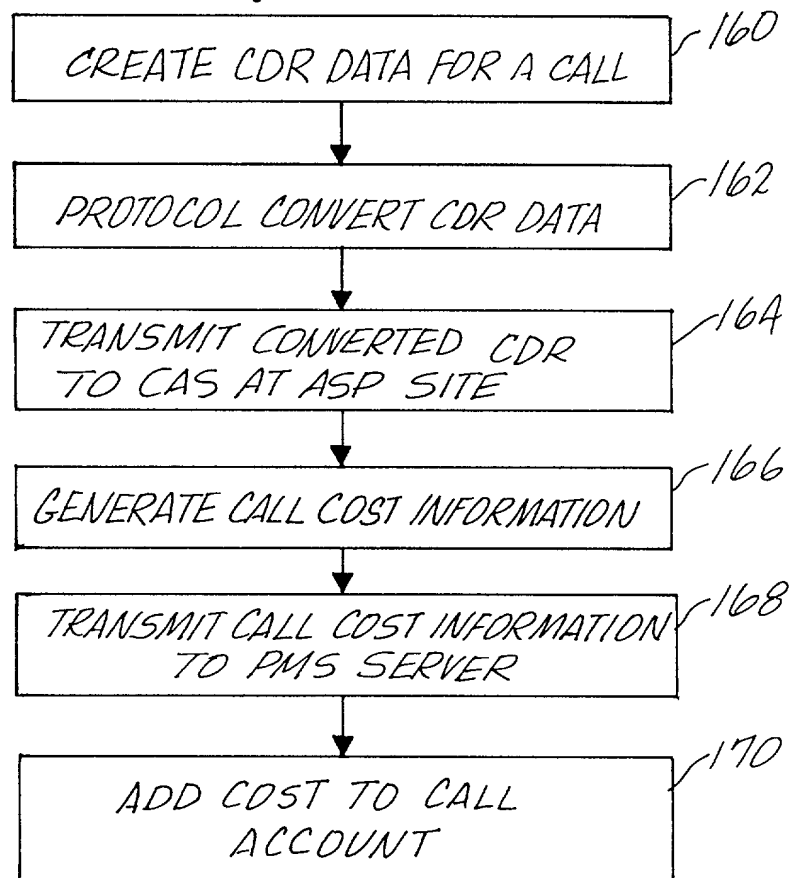 CREATE CDR DATA FOR A CALL
160
PROTOCOL CONVERT CDR DATA
162
TRANSMIT CONVERTED CDR
TO CAS AT ASP SITE
164
GENERATE CALL COST INFORMATION
166
TRANSMIT CALL COST INFORMATION
TO PMS SERVER
168
ADD COST TO CALL
ACCOUNT
170